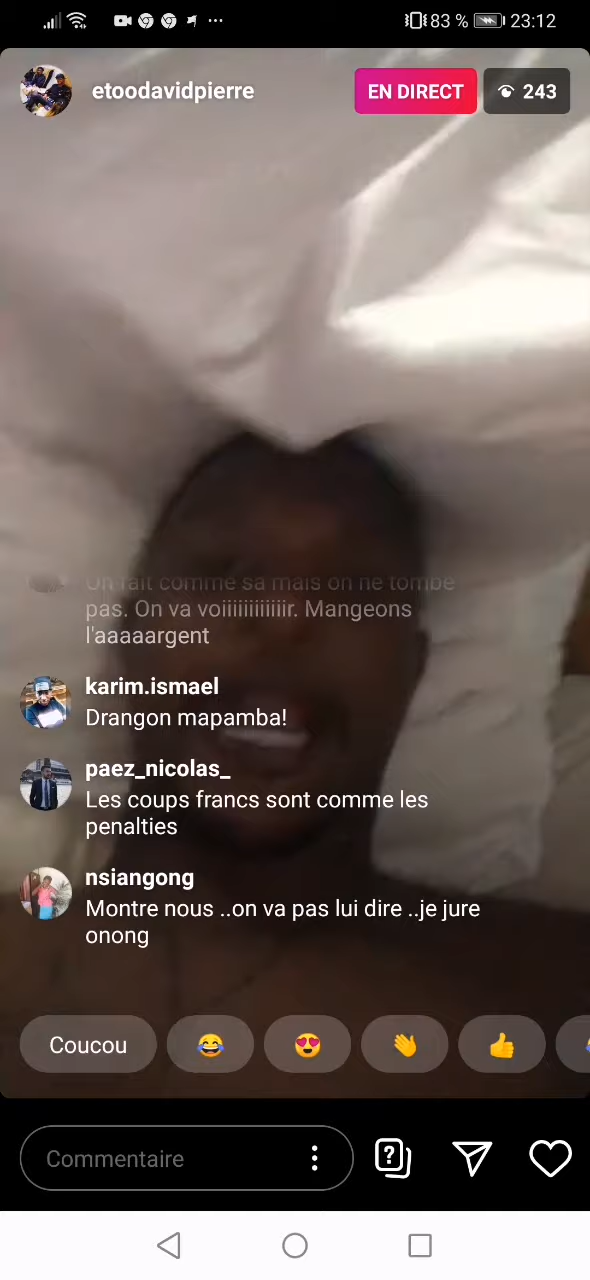 83 % 23:12
etoodavidpierre EN DIRECT 243
On fait comme sa mais on ne tombe
pas. On va voiiiiiiiiiiir. Mangeons
l'aaaaargent
karim.ismael
Drangon mapamba!
paez_nicolas_
Les coups francs sont comme les
penalties
nsiangong
Montre nous ..on va pas lui dire ..je jure
onong
Coucou
Commentaire